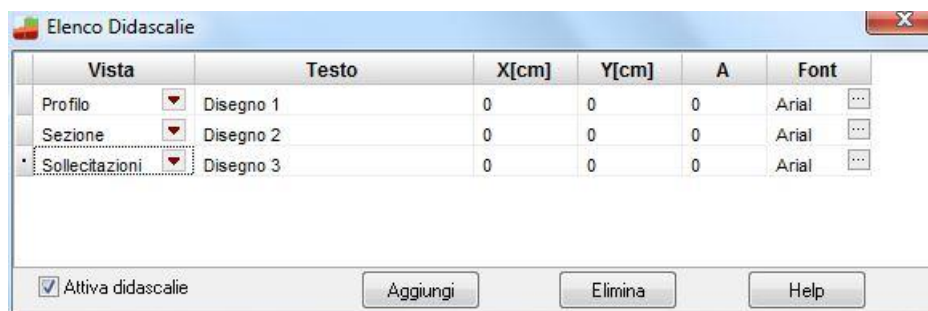 Elenco Didascalie
Vista Testo X[cm] Y[cm] A Font
Profilo Disegno 1 0 0 0 Arial ...
Sezione Disegno 2 0 0 0 Arial ...
Sollecitazioni Disegno 3 0 0 0 Arial ...
Attiva didascalie Aggiungi Elimina Help